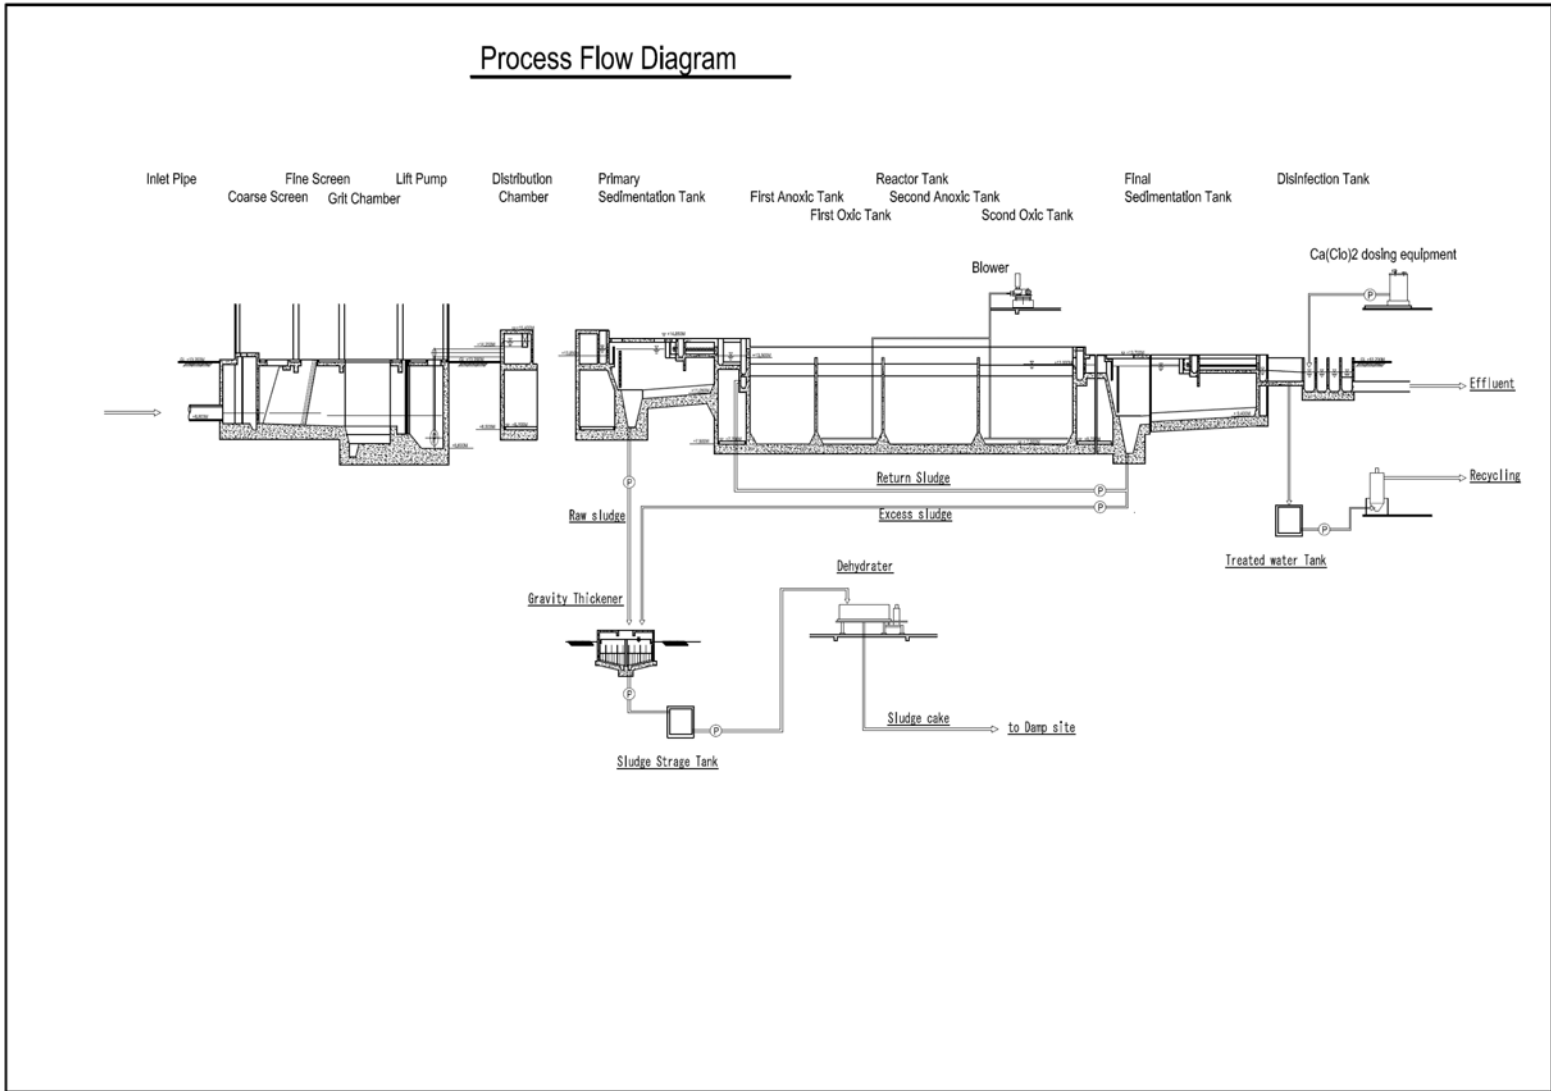 Process Flow Diagram
Inlet Pipe
Fine Screen
Lift Pump
Distribution
Chamber
Primary
Sedimentation Tank
Reactor Tank
Final
Sedimentation Tank
Disinfection Tank
Coarse Screen
Grit Chamber
First Anoxic Tank
Second Anoxic Tank
First Oxic Tank
Scond Oxic Tank
Ca(Clo)2 dosing equipment
Blower
P
Effluent
Return Sludge
P
Recycling
P
Raw sludge
Excess sludge
P
P
Treated water Tank
Dehydrater
Gravity Thickener
P
Sludge cake
to Damp site
P
Sludge Strage Tank